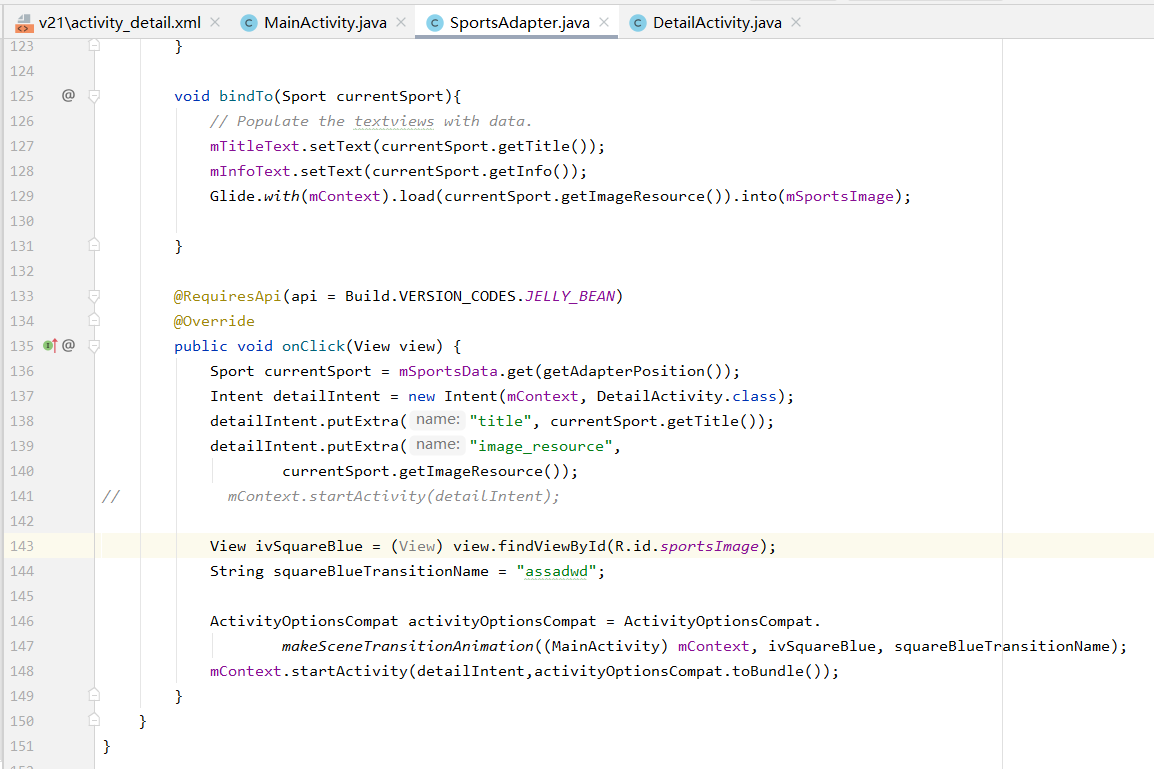 v21\activity_detail.xml MainActivity.java SportsAdapter.java DetailActivity.java
123 }
124
125 @ void bindTo(Sport currentSport){
126 // Populate the textviews with data.
127 mTitleText.setText(currentSport.getTitle());
128 mInfoText.setText(currentSport.getInfo());
129 Glide.with(mContext).load(currentSport.getImageResource()).into(mSportsImage);
130
131 }
132
133 @RequiresApi(api = Build.VERSION_CODES.JELLY_BEAN)
134 @Override
135 @ public void onClick(View view) {
136 Sport currentSport = mSportsData.get(getAdapterPosition());
137 Intent detailIntent = new Intent(mContext, DetailActivity.class);
138 detailIntent.putExtra( name: "title", currentSport.getTitle());
139 detailIntent.putExtra( name: "image_resource",
140 currentSport.getImageResource());
141 // mContext.startActivity(detailIntent);
142
143 View ivSquareBlue = (View) view.findViewById(R.id.sportsImage);
144 String squareBlueTransitionName = "assadwd";
145
146 ActivityOptionsCompat activityOptionsCompat = ActivityOptionsCompat.
147 makeSceneTransitionAnimation((MainActivity) mContext, ivSquareBlue, squareBlueTransitionName);
148 mContext.startActivity(detailIntent,activityOptionsCompat.toBundle());
149 }
150 }
151 }